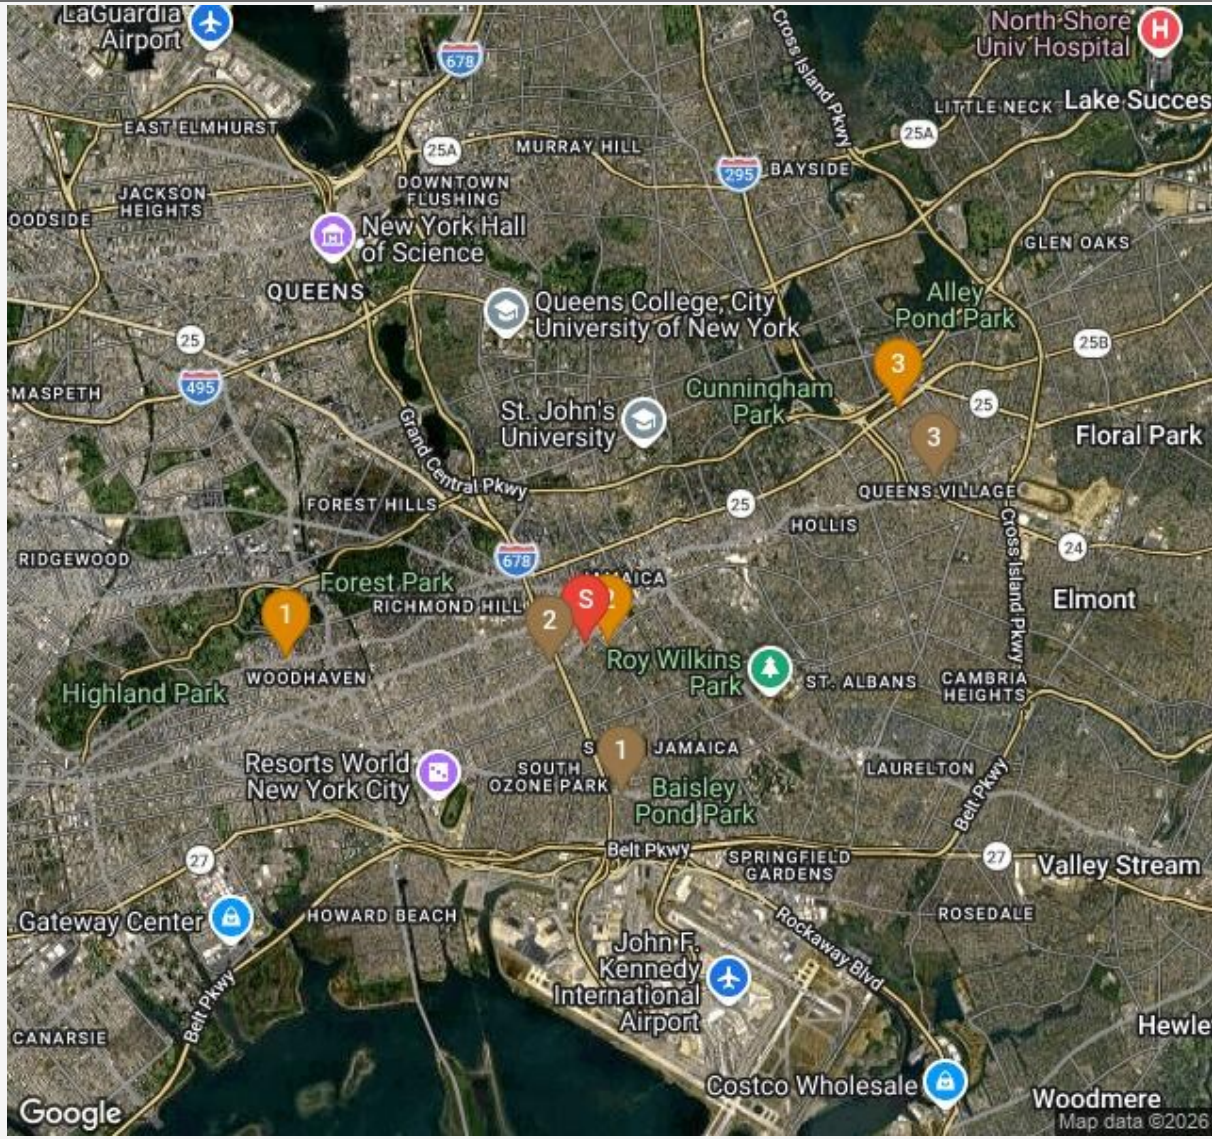 LaGuardia
Airport
678
Cross Island Pkwy
North Shore
Univ Hospital
H
LITTLE NECK
Lake Succes
EAST ELMHURST
25A
25A
MURRAY HILL
295
BAYSIDE
JACKSON
HEIGHTS
DOWNTOWN
FLUSHING
OODSIDE
New York Hall
of Science
GLEN OAKS
QUEENS
Queens College, City
University of New York
Alley
Pond Park
25
25B
3
495
MASPETH
Cunningham
Park
25
St. John's
University
Grand Central Pkwy
3
Floral Park
FOREST HILLS
25
QUEENS VILLAGE
HOLLIS
Cross Island Pkwy
24
RIDGEWOOD
678
Forest Park
JAMAICA
RICHMOND HILL
1
2
S
2
Elmont
WOODHAVEN
Roy Wilkins
Park
ST. ALBANS
CAMBRIA
HEIGHTS
Highland Park
1
S
JAMAICA
Resorts World
New York City
SOUTH
OZONE PARK
LAURELTON
Baisley
Pond Park
Belt Pkwy
Belt Pkwy
27
SPRINGFIELD
GARDENS
27
Valley Stream
Gateway Center
HOWARD BEACH
ROSEDALE
Rockaway Blvd
John F.
Kennedy
International
Airport
Belt Pkwy
CANARSIE
Hewle
Costco Wholesale
Woodmere
Google
Map data ©2026